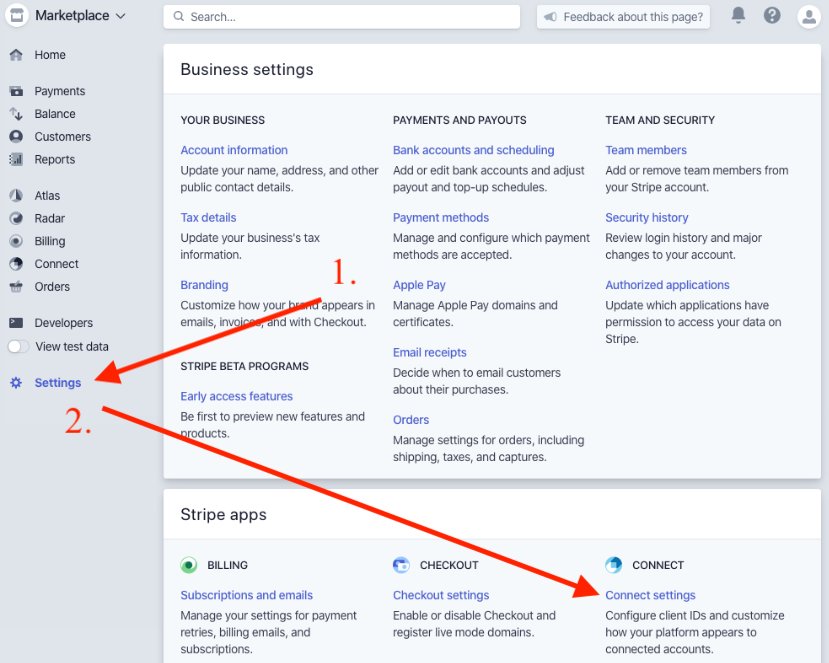 Marketplace
Search...
Feedback about this page?
Home
Payments
Balance
Customers
Reports
Atlas
Radar
Billing
Connect
Orders
Developers
View test data
Settings
1.
2.
Business settings
YOUR BUSINESS
Account information
Update your name, address, and other
public contact details.
Tax details
Update your business's tax
information.
Branding
Customize how your brand appears in
emails, invoices, and with Checkout.
STRIPE BETA PROGRAMS
Early access features
Be first to preview new features and
products.
PAYMENTS AND PAYOUTS
Bank accounts and scheduling
Add or edit bank accounts and adjust
payout and top-up schedules.
Payment methods
Manage and configure which payment
methods are accepted.
Apple Pay
Manage Apple Pay domains and
certificates.
Email receipts
Decide when to email customers
about their purchases.
Orders
Manage settings for orders, including
shipping, taxes, and captures.
TEAM AND SECURITY
Team members
Add or remove team members from
your Stripe account.
Security history
Review login history and major
changes to your account.
Authorized applications
Update which applications have
permission to access your data on
Stripe.
Stripe apps
BILLING
Subscriptions and emails
Manage your settings for payment
retries, billing emails, and
subscriptions.
CHECKOUT
Checkout settings
Enable or disable Checkout and
register live mode domains.
CONNECT
Connect settings
Configure client IDs and customize
how your platform appears to
connected accounts.